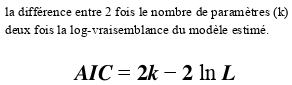 la différence entre 2 fois le nombre de paramètres (k)
deux fois la log-vraisemblance du modèle estimé.
AIC = 2k − 2 ln L